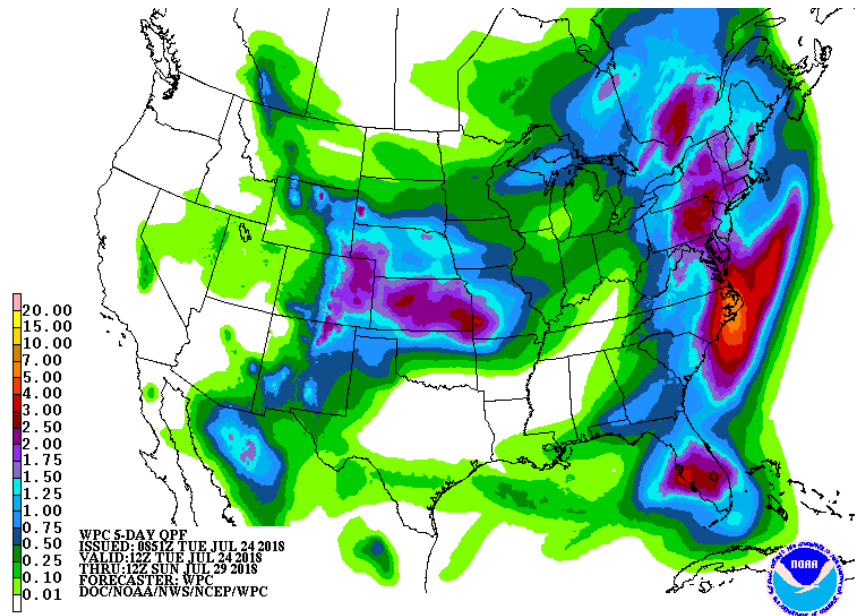 20.00
15.00
10.00
7.00
5.00
4.00
3.00
2.50
2.00
1.75
1.50
1.25
1.00
0.75
0.50
0.25
0.10
0.01
WPC 5-DAY QPF
ISSUED: 0851Z TUE JUL 24 2018
VALID:12Z TUE JUL 24 2018
THRU:12Z SUN JUL 29 2018
FORECASTER: WPC
DOC/NOAA/NWS/NCEP/WPC
NOAA